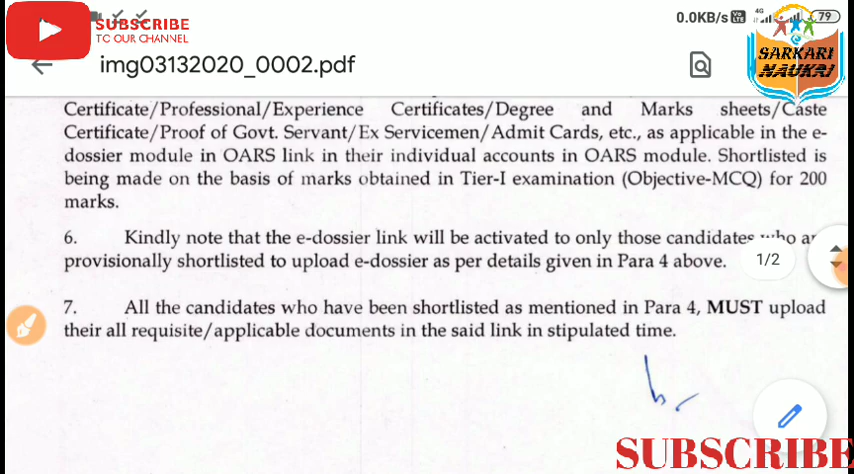 SUBSCRIBE
TO OUR CHANNEL
0.0KB/s
4G
79
img03132020_0002.pdf
SARKARI
NAUKRI
Certificate/Professional/Experience Certificates/Degree and Marks sheets/Caste
Certificate/Proof of Govt. Servant/Ex Servicemen/Admit Cards, etc., as applicable in the e-
dossier module in OARS link in their individual accounts in OARS module. Shortlisted is
being made on the basis of marks obtained in Tier-I examination (Objective-MCQ) for 200
marks.
6. Kindly note that the e-dossier link will be activated to only those candidates who
provisionally shortlisted to upload e-dossier as per details given in Para 4 above.
1/2
7. All the candidates who have been shortlisted as mentioned in Para 4, MUST upload
their all requisite/applicable documents in the said link in stipulated time.
SUBSCRIBE